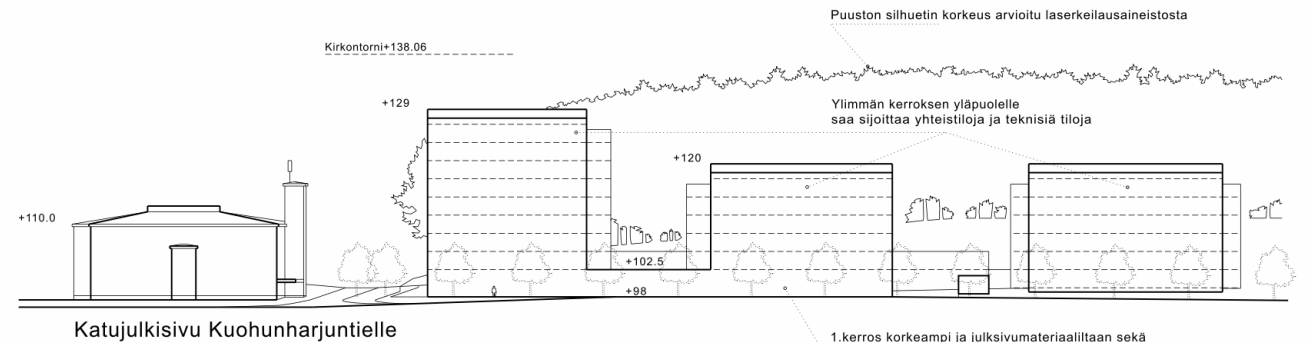 Puuston silhuetin korkeus arvioitu laserkeilausaineistosta
Kirkontorni+138.06
+129
Ylimmän kerroksen yläpuolelle
saa sijoittaa yhteistiloja ja teknisiä tiloja
+120
+110.0
+102.5
+98
Katujulkisivu Kuohunharjuntielle
1.kerros korkeampi ja julksivumateriaaliltaan sekä